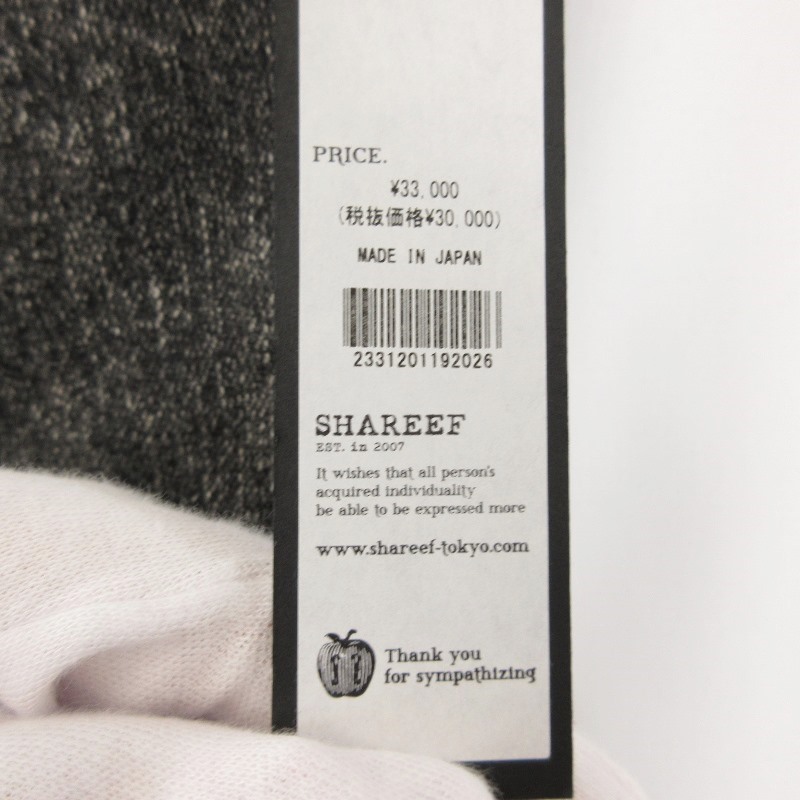 PRICE.
¥33,000
(税抜価格¥30,000)
MADE IN JAPAN
2331201192026
SHAREEF
EST. in 2007
It wishes that all person's
acquired individuality
be able to be expressed more
www.shareef-tokyo.com
Thank you
for sympathizing